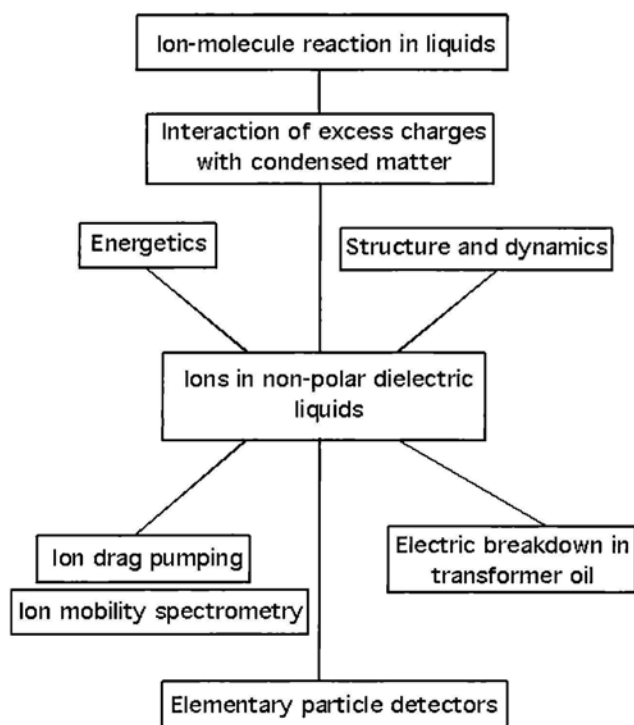 Ion-molecule reaction in liquids
Interaction of excess charges
with condensed matter
Energetics
Structure and dynamics
Ions in non-polar dielectric
liquids
Ion drag pumping
Electric breakdown in
transformer oil
Ion mobility spectrometry
Elementary particle detectors